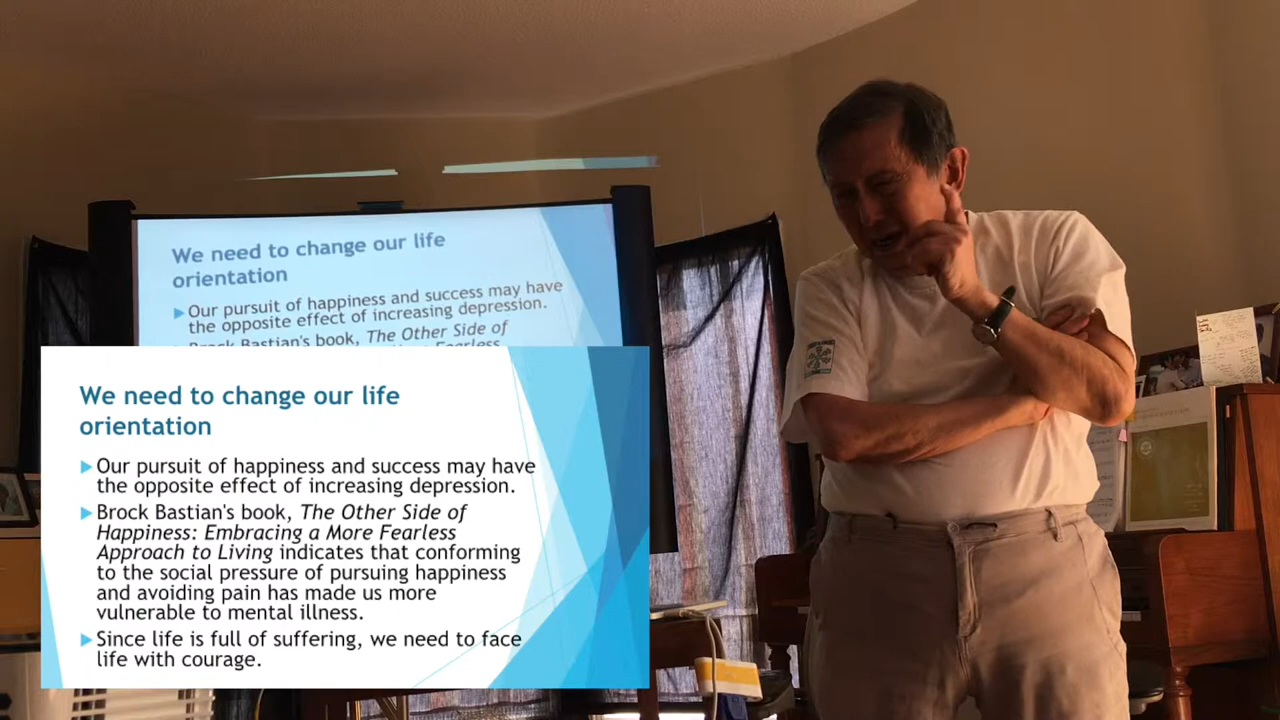 We need to change our life
orientation
Our pursuit of happiness and success may have
the opposite effect of increasing depression.
Brock Bastian's book, The Other Side of
We need to change our life
orientation
Our pursuit of happiness and success may have
the opposite effect of increasing depression.
Brock Bastian's book, The Other Side of
Happiness: Embracing a More Fearless
Approach to Living indicates that conforming
to the social pressure of pursuing happiness
and avoiding pain has made us more
vulnerable to mental illness.
Since life is full of suffering, we need to face
life with courage.